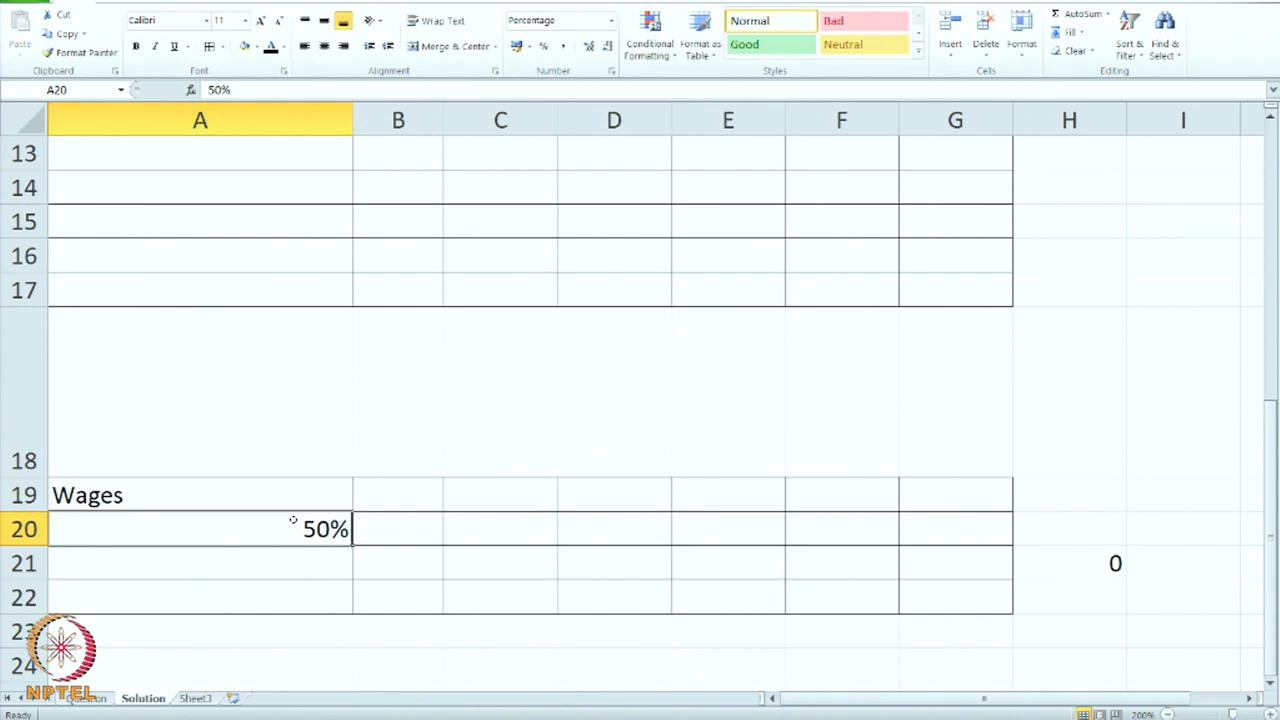 Cut
Calibri 11
Wrap Text
Percentage
Normal
Bad
AutoSum
Copy
Fill
Paste
Format Painter
B I U
Merge & Center
%
Conditional Formatting
Format as Table
Good
Neutral
Insert
Delete
Format
Clear
Sort & Filter
Find & Select
Clipboard
Font
Alignment
Number
Styles
Cells
Editing
A20
fx
50%
A B C D E F G H I
13
14
15
16
17
18
19 Wages
20 50%
21 0
22
23
24
NPTEL
Question
Solution
Sheet3
Ready
200%